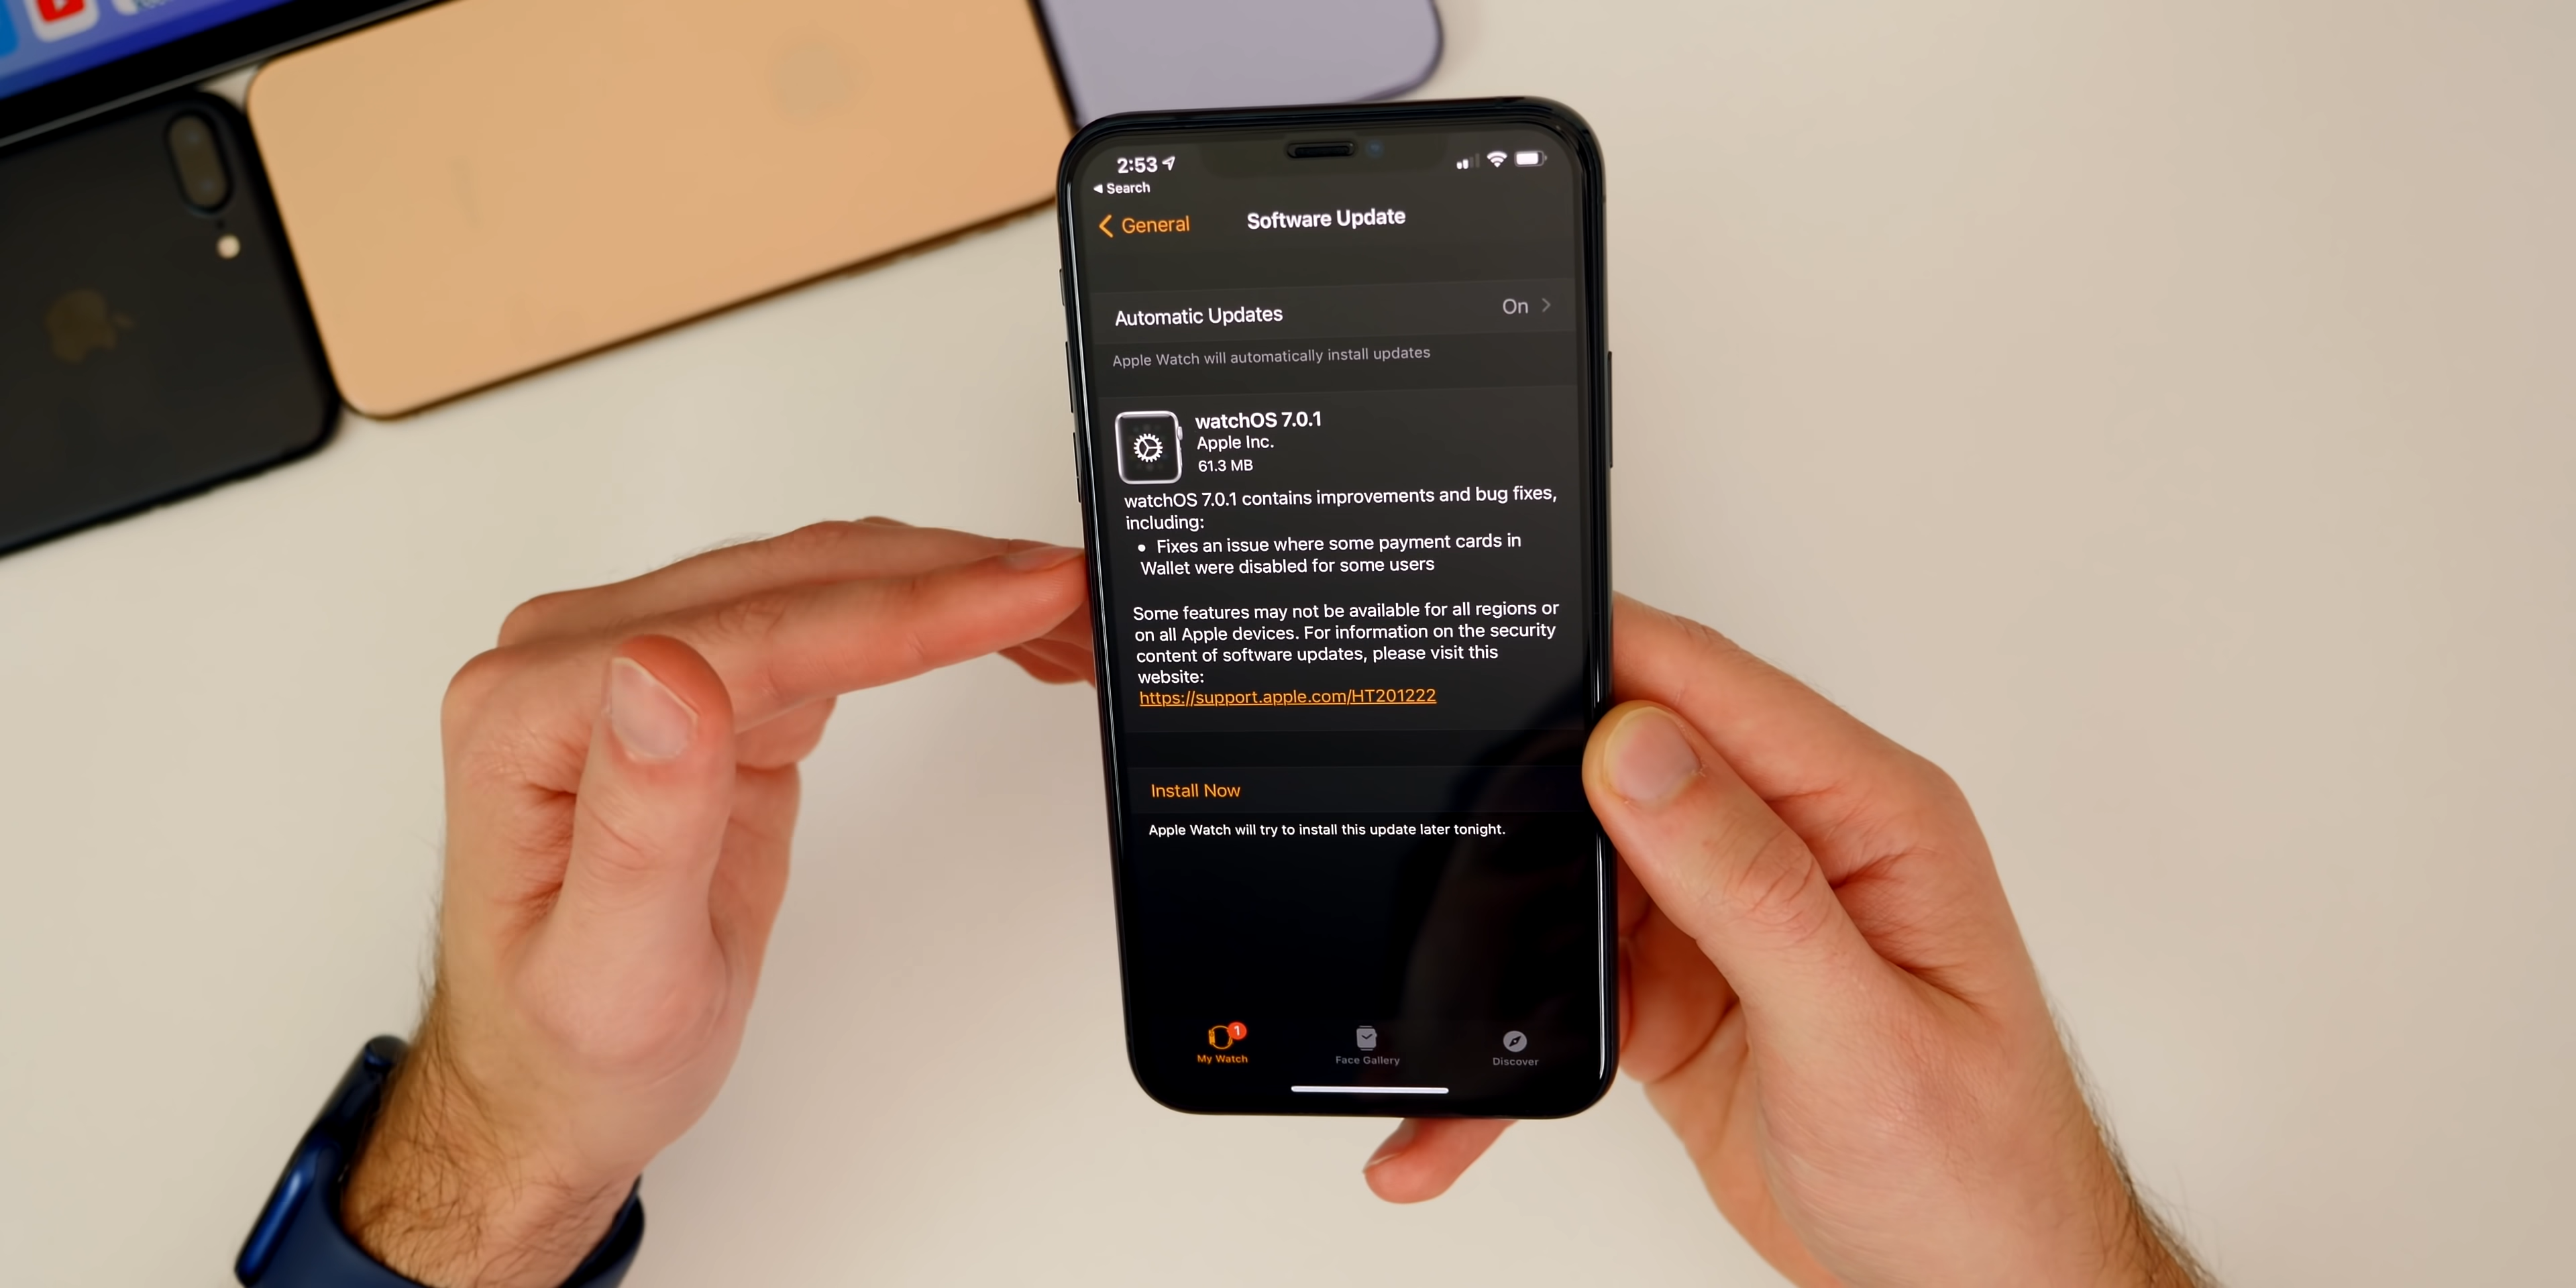 2:53
Search
General
Software Update
Automatic Updates
On
Apple Watch will automatically install updates
watchOS 7.0.1
Apple Inc.
61.3 MB
watchOS 7.0.1 contains improvements and bug fixes,
including:
• Fixes an issue where some payment cards in
Wallet were disabled for some users
Some features may not be available for all regions or
on all Apple devices. For information on the security
content of software updates, please visit this
website:
https://support.apple.com/HT201222
Install Now
Apple Watch will try to install this update later tonight.
1
My Watch
Face Gallery
Discover